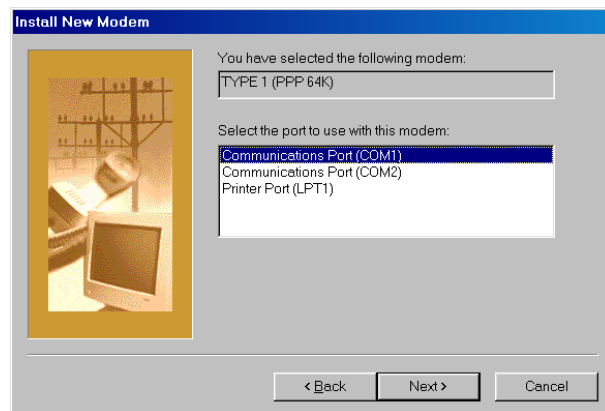 Install New Modem
You have selected the following modem:
TYPE 1 (PPP 64K)
Select the port to use with this modem:
Communications Port (COM1)
Communications Port (COM2)
Printer Port (LPT1)
< Back
Next >
Cancel